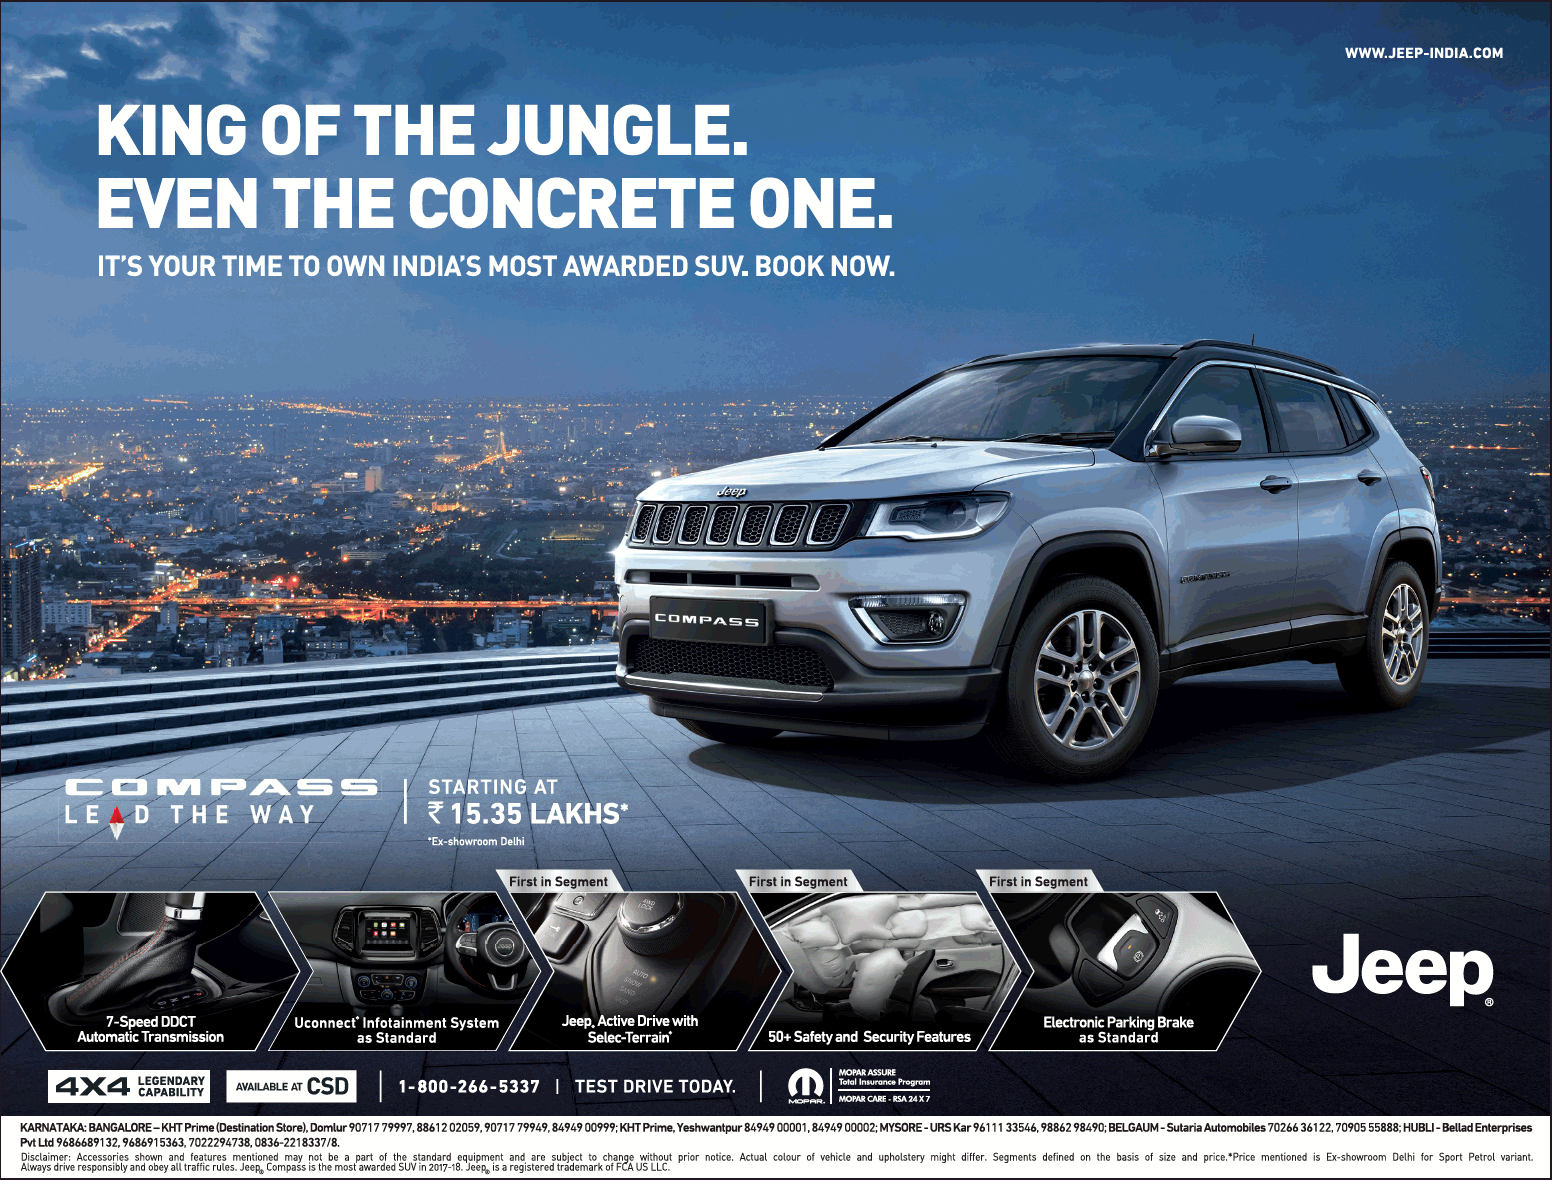 WWW.JEEP-INDIA.COM
KING OF THE JUNGLE.
EVEN THE CONCRETE ONE.
IT'S YOUR TIME TO OWN INDIA'S MOST AWARDED SUV. BOOK NOW.
Jeep
COMPASS
COMPASS
LEAD THE WAY
STARTING AT
₹ 15.35 LAKHS*
*Ex-showroom Delhi
First in Segment
First in Segment
First in Segment
4WD
LOCK
AUTO
SNOW
SAND
MUD
7-Speed DDCT
Automatic Transmission
Uconnect® Infotainment System
as Standard
Jeep® Active Drive with
Selec-Terrain®
50+ Safety and Security Features
Electronic Parking Brake
as Standard
Jeep®
4X4 LEGENDARY
CAPABILITY
AVAILABLE AT CSD
1-800-266-5337 | TEST DRIVE TODAY.
MOPAR®
MOPAR ASSURE
Total Insurance Program
MOPAR CARE - RSA 24 X 7
KARNATAKA: BANGALORE – KHT Prime (Destination Store), Domlur 90717 79997, 88612 02059, 90717 79949, 84949 00999; KHT Prime, Yeshwantpur 84949 00001, 84949 00002; MYSORE - URS Kar 96111 33546, 98862 98490; BELGAUM - Sutaria Automobiles 70266 36122, 70905 55888; HUBLI - Bellad Enterprises
Pvt Ltd 9686689132, 9686915363, 7022294738, 0836-2218337/8.
Disclaimer: Accessories shown and features mentioned may not be a part of the standard equipment and are subject to change without prior notice. Actual colour of vehicle and upholstery might differ. Segments defined on the basis of size and price.*Price mentioned is Ex-showroom Delhi for Sport Petrol variant.
Always drive responsibly and obey all traffic rules. Jeep® Compass is the most awarded SUV in 2017-18. Jeep® is a registered trademark of FCA US LLC.